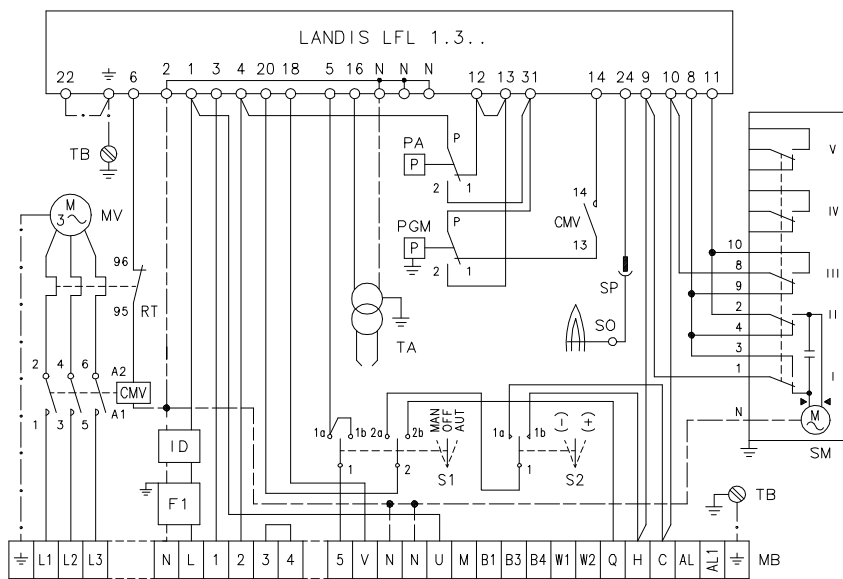 LANDIS LFL 1.3..
22 6 2 1 3 4 20 18 5 16 N N N 12 13 31 14 24 9 10 8 11
TB
PA
P
P
2 1
PGM
P
P
2 1
14
CMV
13
V
IV
10
8
III
9
2
II
4
3
1
I
N
M
SM
M
3
MV
96
95
RT
SP
SO
TA
2 4 6
A2
CMV
1 3 5 A1
ID
F1
1a 1b 2a 2b
MAN
OFF
AUT
1 2
S1
1a 1b
(-)
(+)
1
S2
TB
L1 L2 L3 N L 1 2 3 4 5 V N N U M B1 B3 B4 W1 W2 Q H C AL AL1
MB